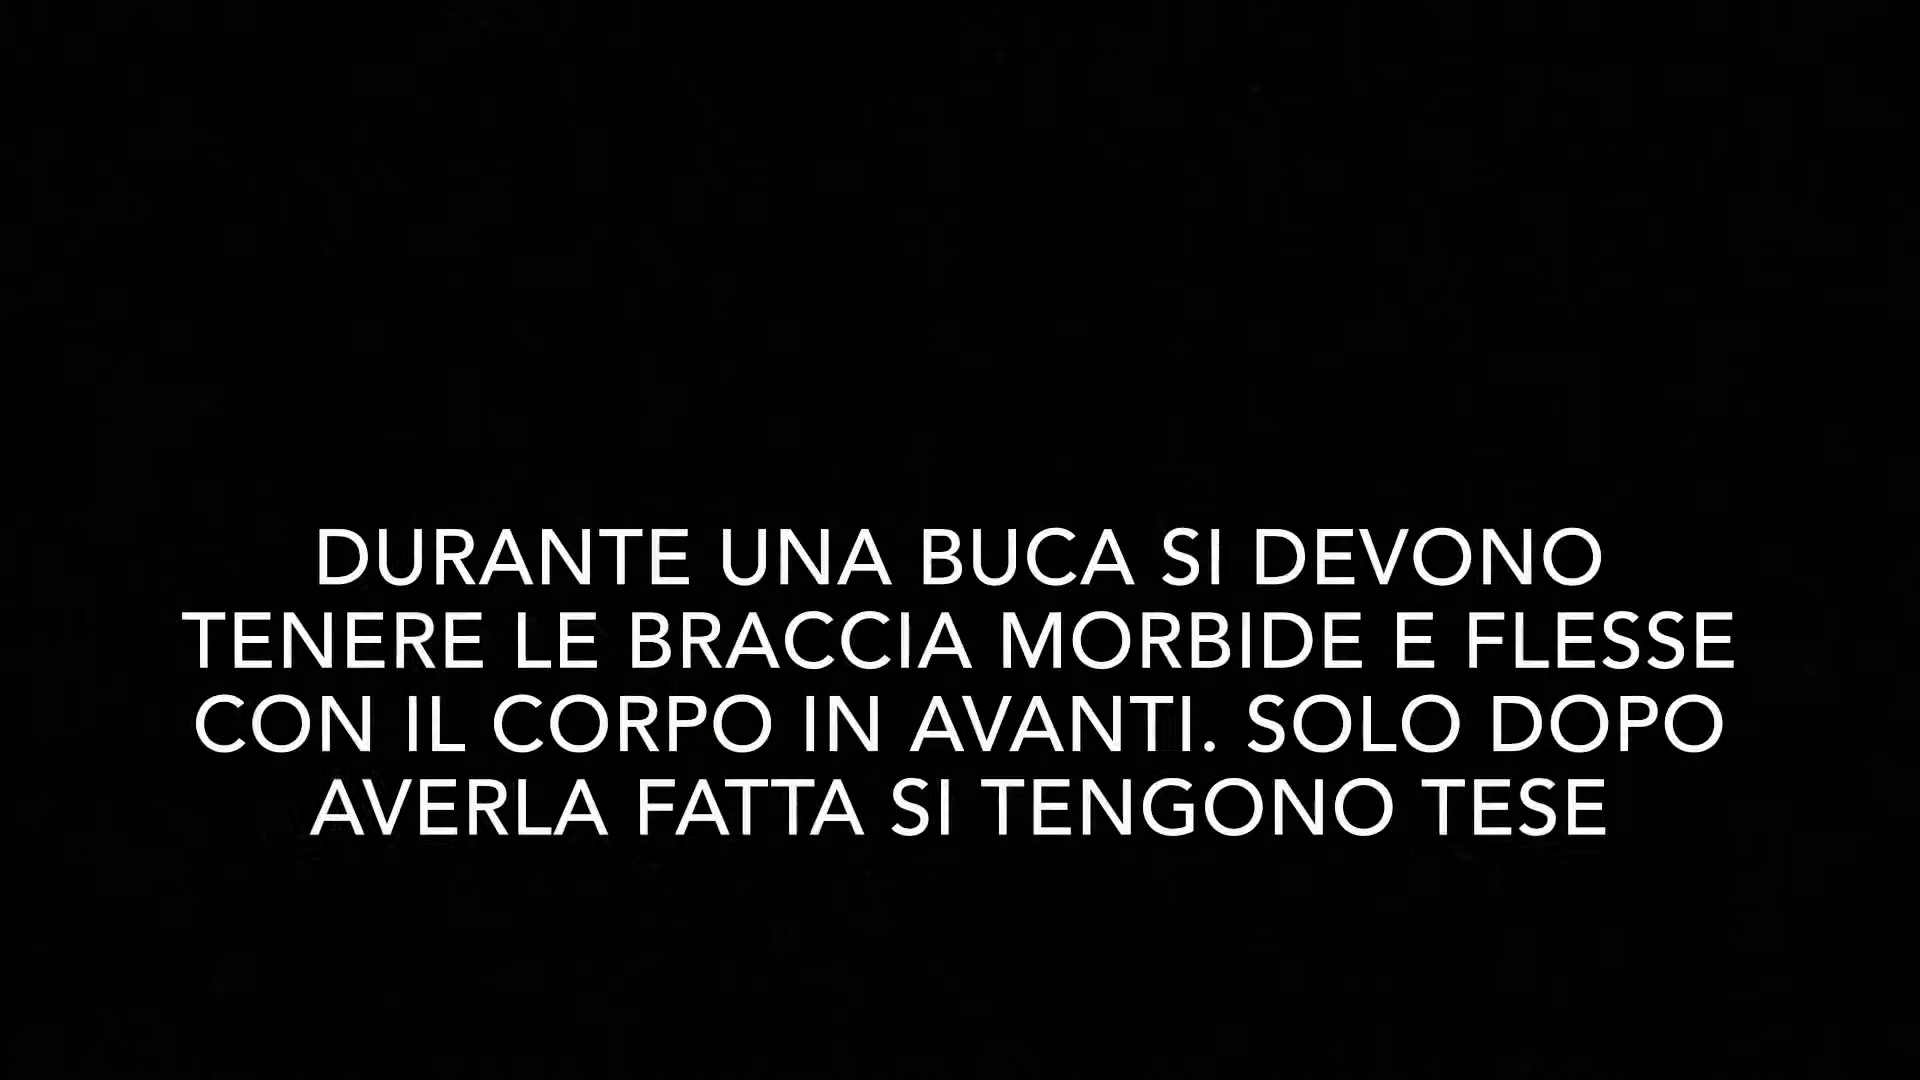 DURANTE UNA BUCA SI DEVONO
TENERE LE BRACCIA MORBIDE E FLESSE
CON IL CORPO IN AVANTI. SOLO DOPO
AVERLA FATTA SI TENGONO TESE